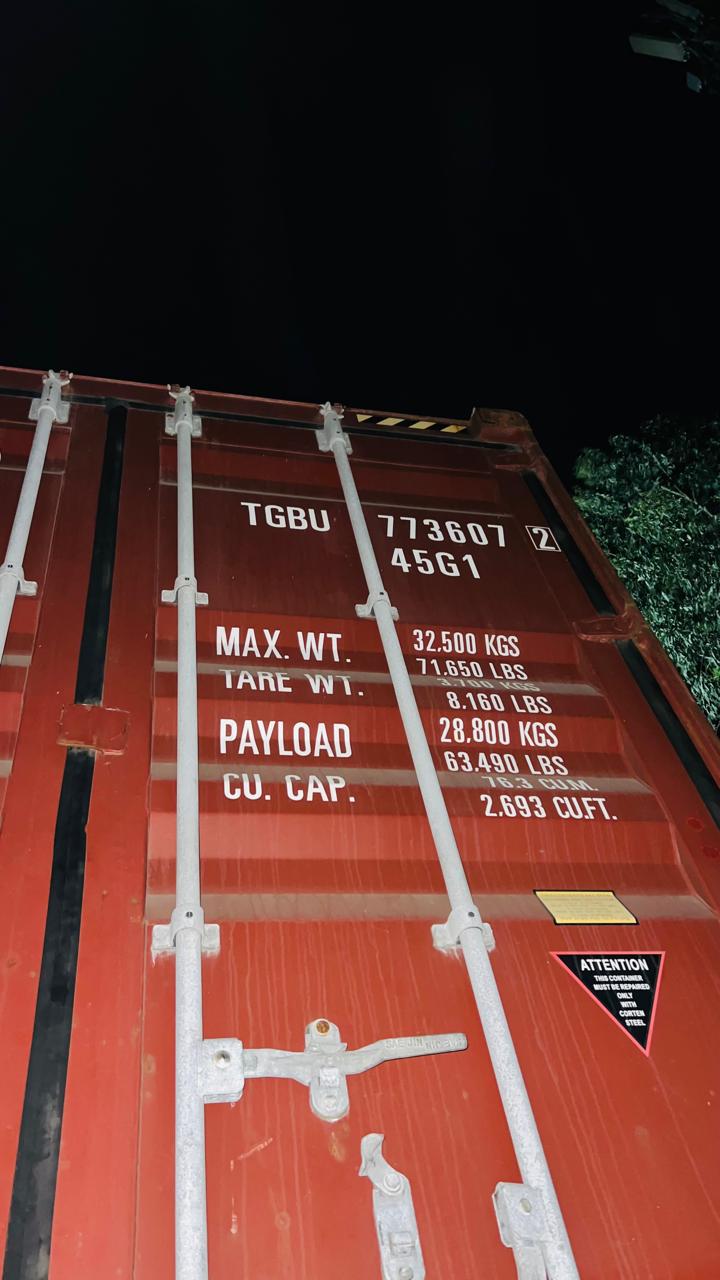 TGBU 773607 2
45G1
MAX. WT. 32,500 KGS
71,650 LBS
TARE WT. 3,700 KGS
8,160 LBS
PAYLOAD 28,800 KGS
63,490 LBS
CU. CAP. 76.3 CU.M.
2,693 CU.FT.
ATTENTION
THIS CONTAINER
MUST BE REPAIRED
ONLY
WITH
CORTEN
STEEL
SAE JIN